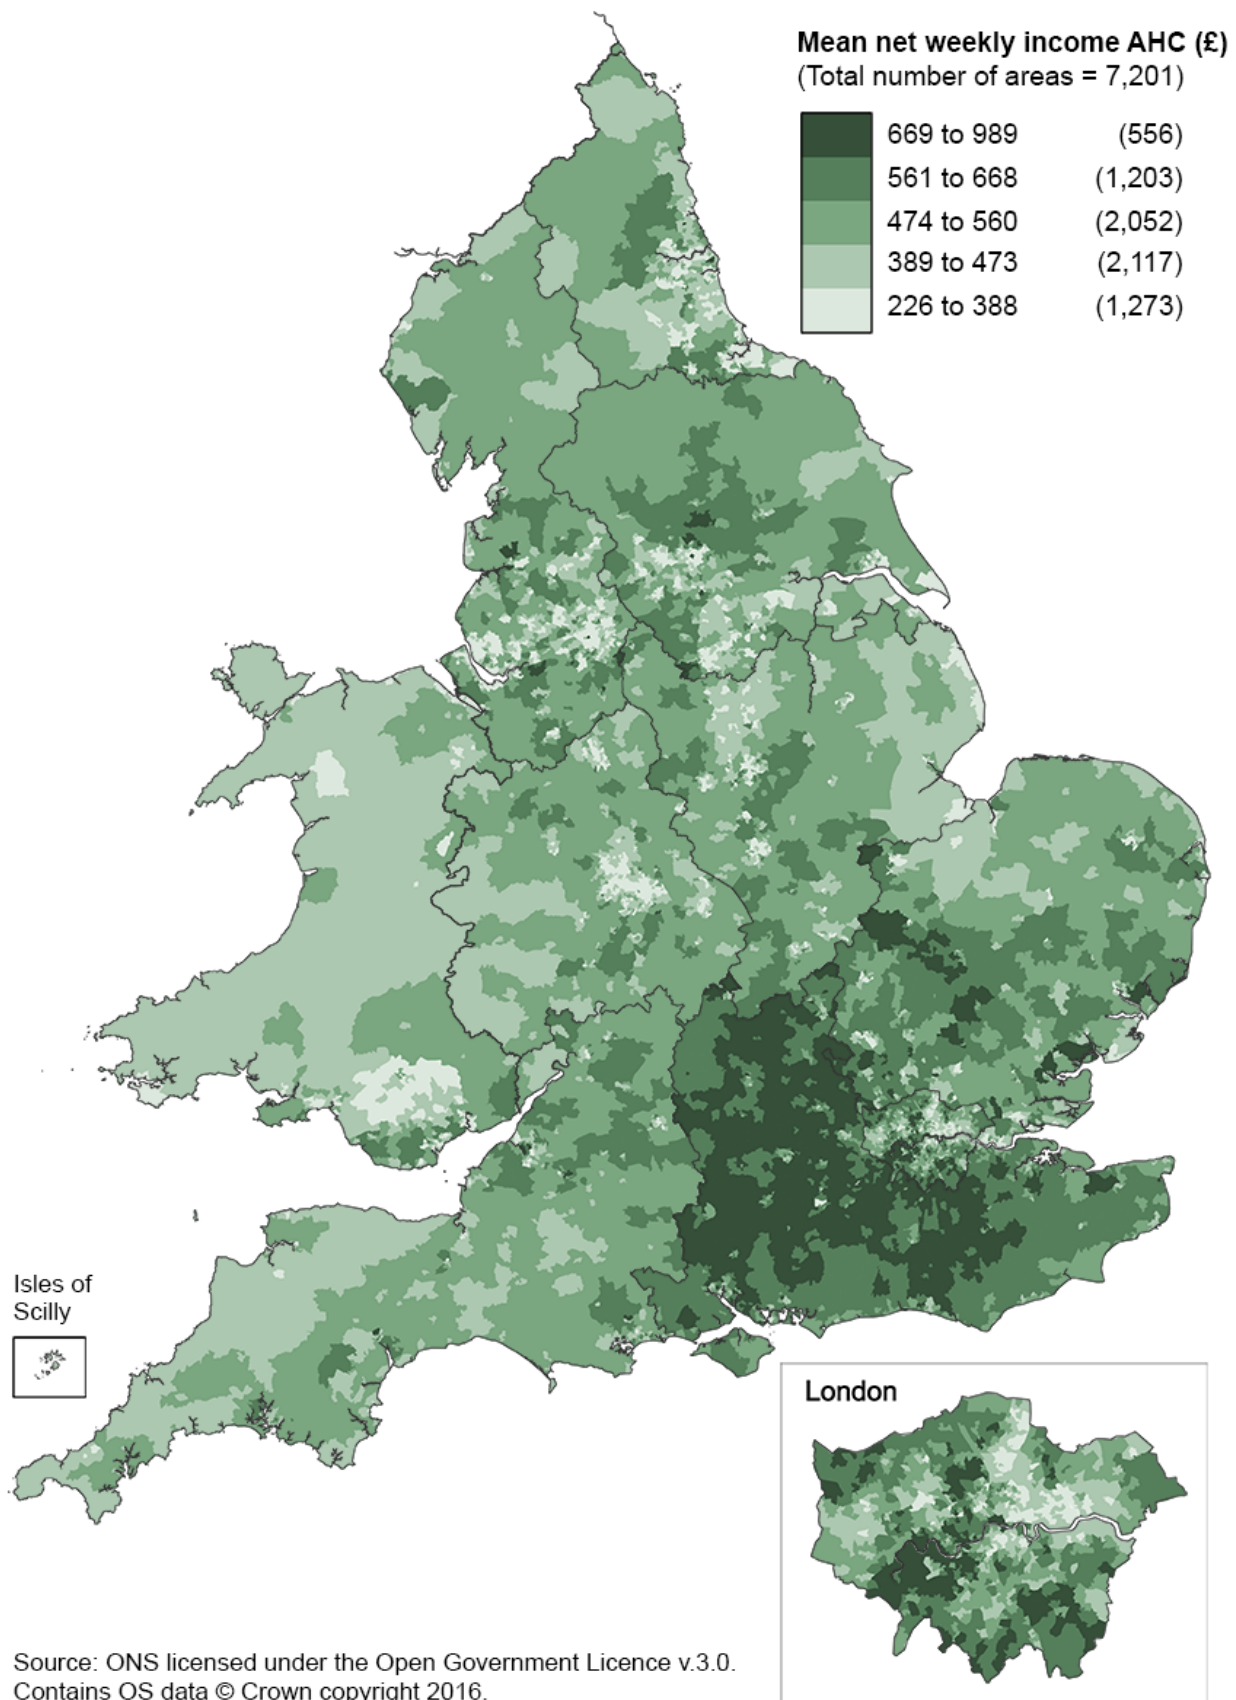 Mean net weekly income AHC (£)
(Total number of areas = 7,201)
669 to 989 (556)
561 to 668 (1,203)
474 to 560 (2,052)
389 to 473 (2,117)
226 to 388 (1,273)
Isles of
Scilly
London
Source: ONS licensed under the Open Government Licence v.3.0.
Contains OS data © Crown copyright 2016.